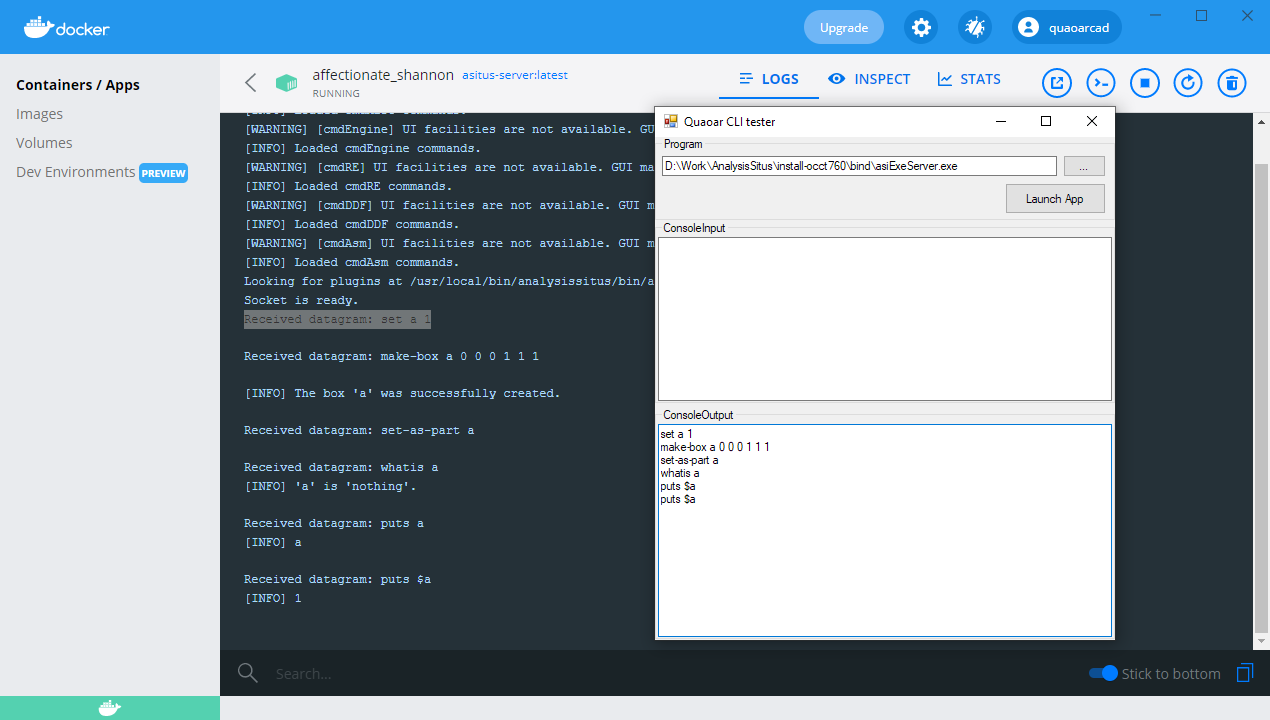 docker
Upgrade
quaoarcad
Containers / Apps
Images
Volumes
Dev Environments PREVIEW
affectionate_shannon asitus-server:latest
RUNNING
LOGS
INSPECT
STATS
[WARNING] [cmdEngine] UI facilities are not available. GU
[INFO] Loaded cmdEngine commands.
[WARNING] [cmdRE] UI facilities are not available. GUI ma
[INFO] Loaded cmdRE commands.
[WARNING] [cmdDDF] UI facilities are not available. GUI m
[INFO] Loaded cmdDDF commands.
[WARNING] [cmdAsm] UI facilities are not available. GUI m
[INFO] Loaded cmdAsm commands.
Looking for plugins at /usr/local/bin/analysissitus/bin/a
Socket is ready.
Received datagram: set a 1
Received datagram: make-box a 0 0 0 1 1 1
[INFO] The box 'a' was successfully created.
Received datagram: set-as-part a
Received datagram: whatis a
[INFO] 'a' is 'nothing'.
Received datagram: puts a
[INFO] a
Received datagram: puts $a
[INFO] 1
Quaoar CLI tester
Program
D:\Work\AnalysisSitus\install-occt760\bind\asiExeServer.exe
...
Launch App
ConsoleInput
ConsoleOutput
set a 1
make-box a 0 0 0 1 1 1
set-as-part a
whatis a
puts $a
puts $a
Search...
Stick to bottom